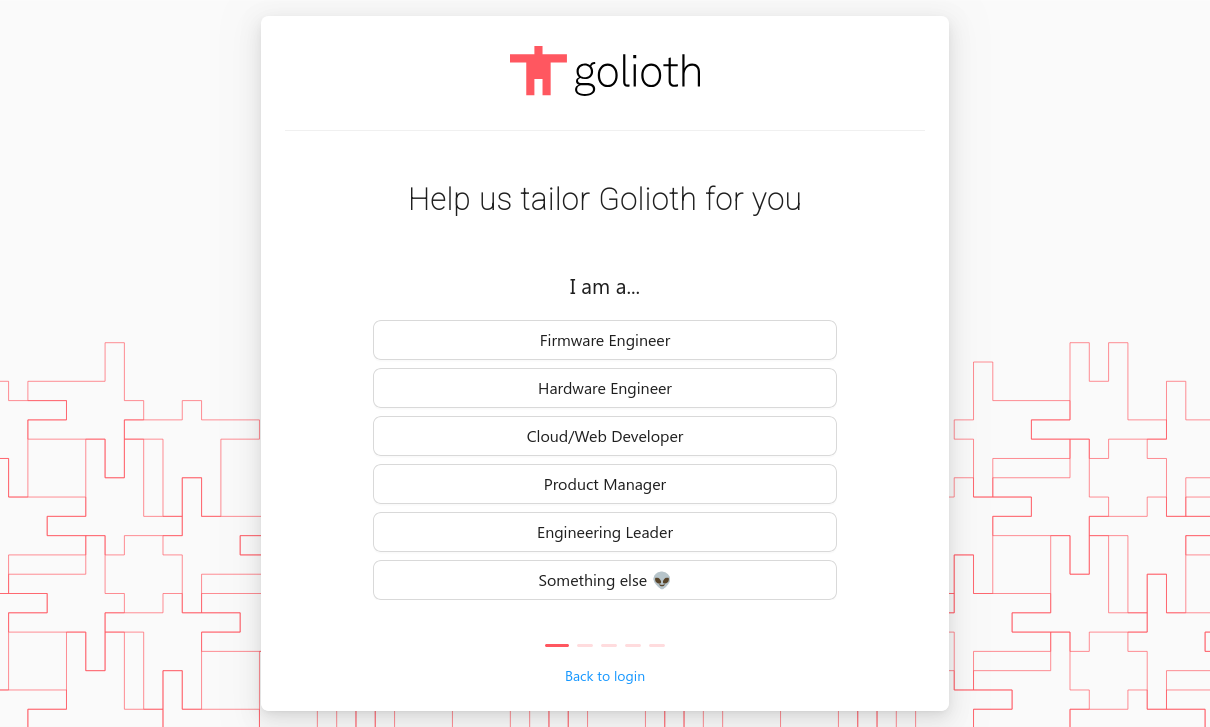 golioth
Help us tailor Golioth for you
I am a...
Firmware Engineer
Hardware Engineer
Cloud/Web Developer
Product Manager
Engineering Leader
Something else 👽
Back to login